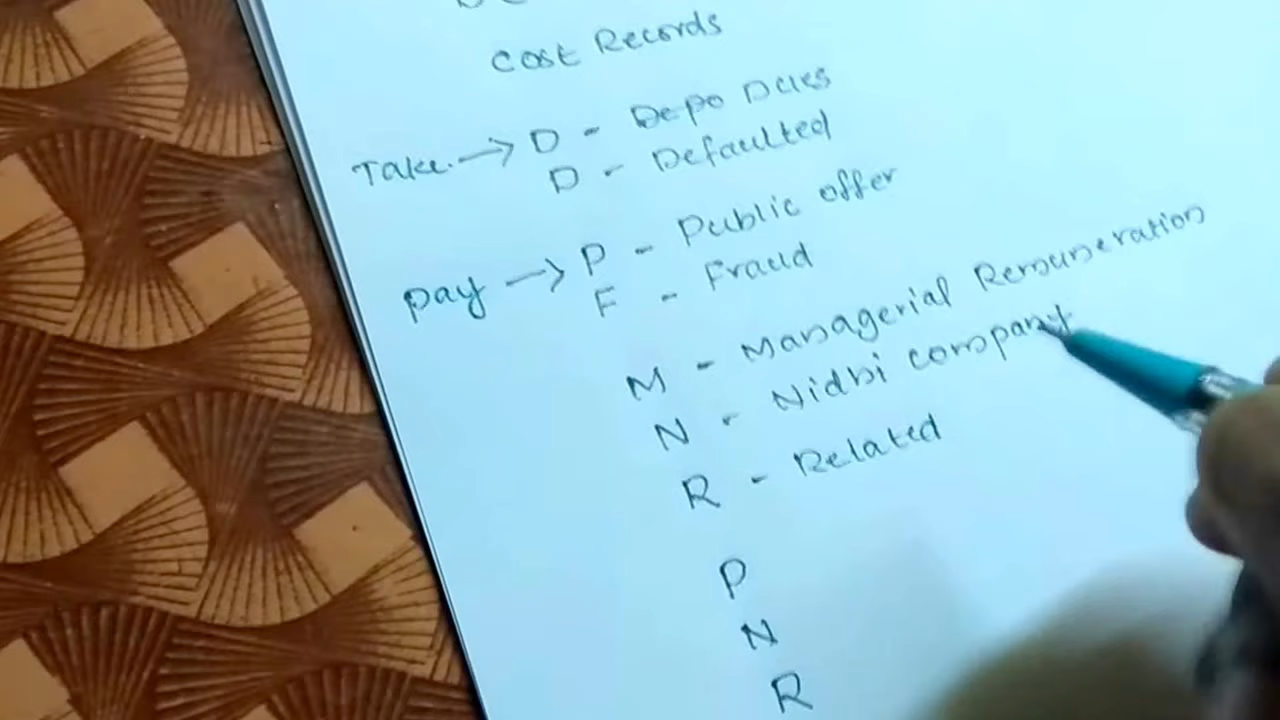 Cost Records
Take → D - Depo Dues
D - Defaulted
Pay → P - Public offer
F - Fraud
M - Managerial Remuneration
N - Nidhi company
R - Related
P
N
R